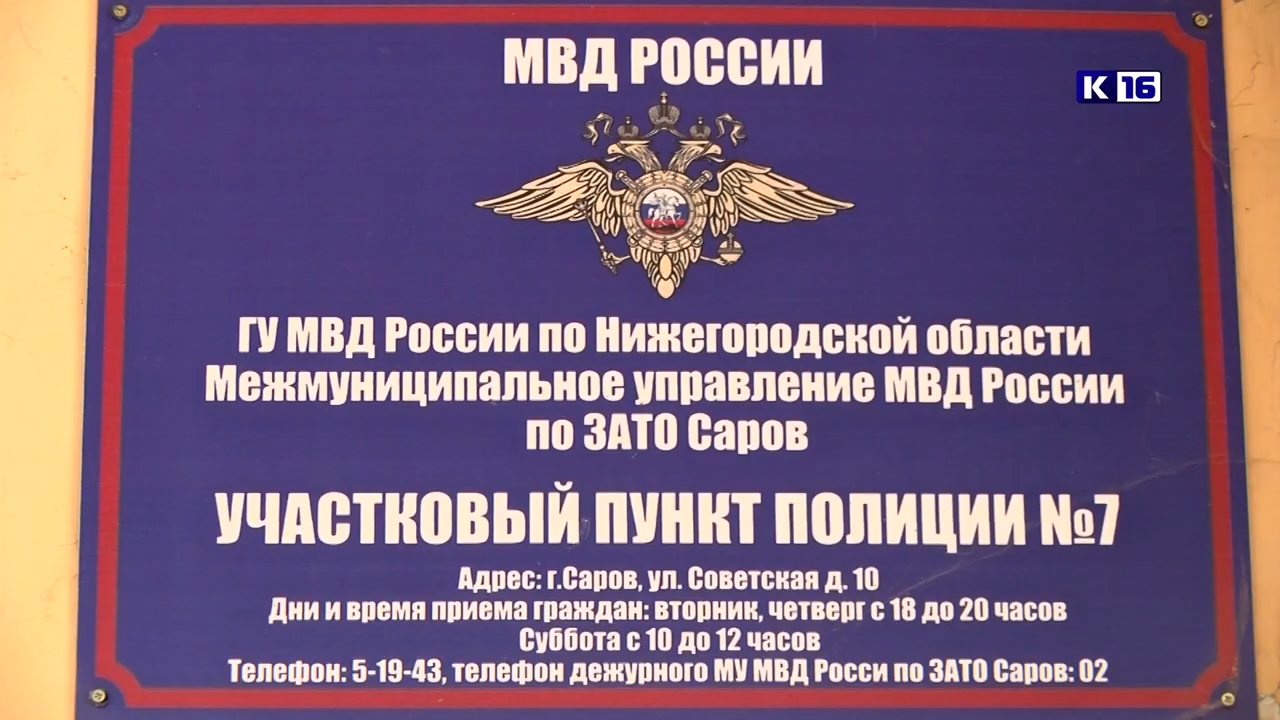 МВД РОССИИ
К 16
ГУ МВД России по Нижегородской области
Межмуниципальное управление МВД России
по ЗАТО Саров
УЧАСТКОВЫЙ ПУНКТ ПОЛИЦИИ №7
Адрес: г.Саров, ул. Советская д. 10
Дни и время приема граждан: вторник, четверг с 18 до 20 часов
Суббота с 10 до 12 часов
Телефон: 5-19-43, телефон дежурного МУ МВД Росси по ЗАТО Саров: 02